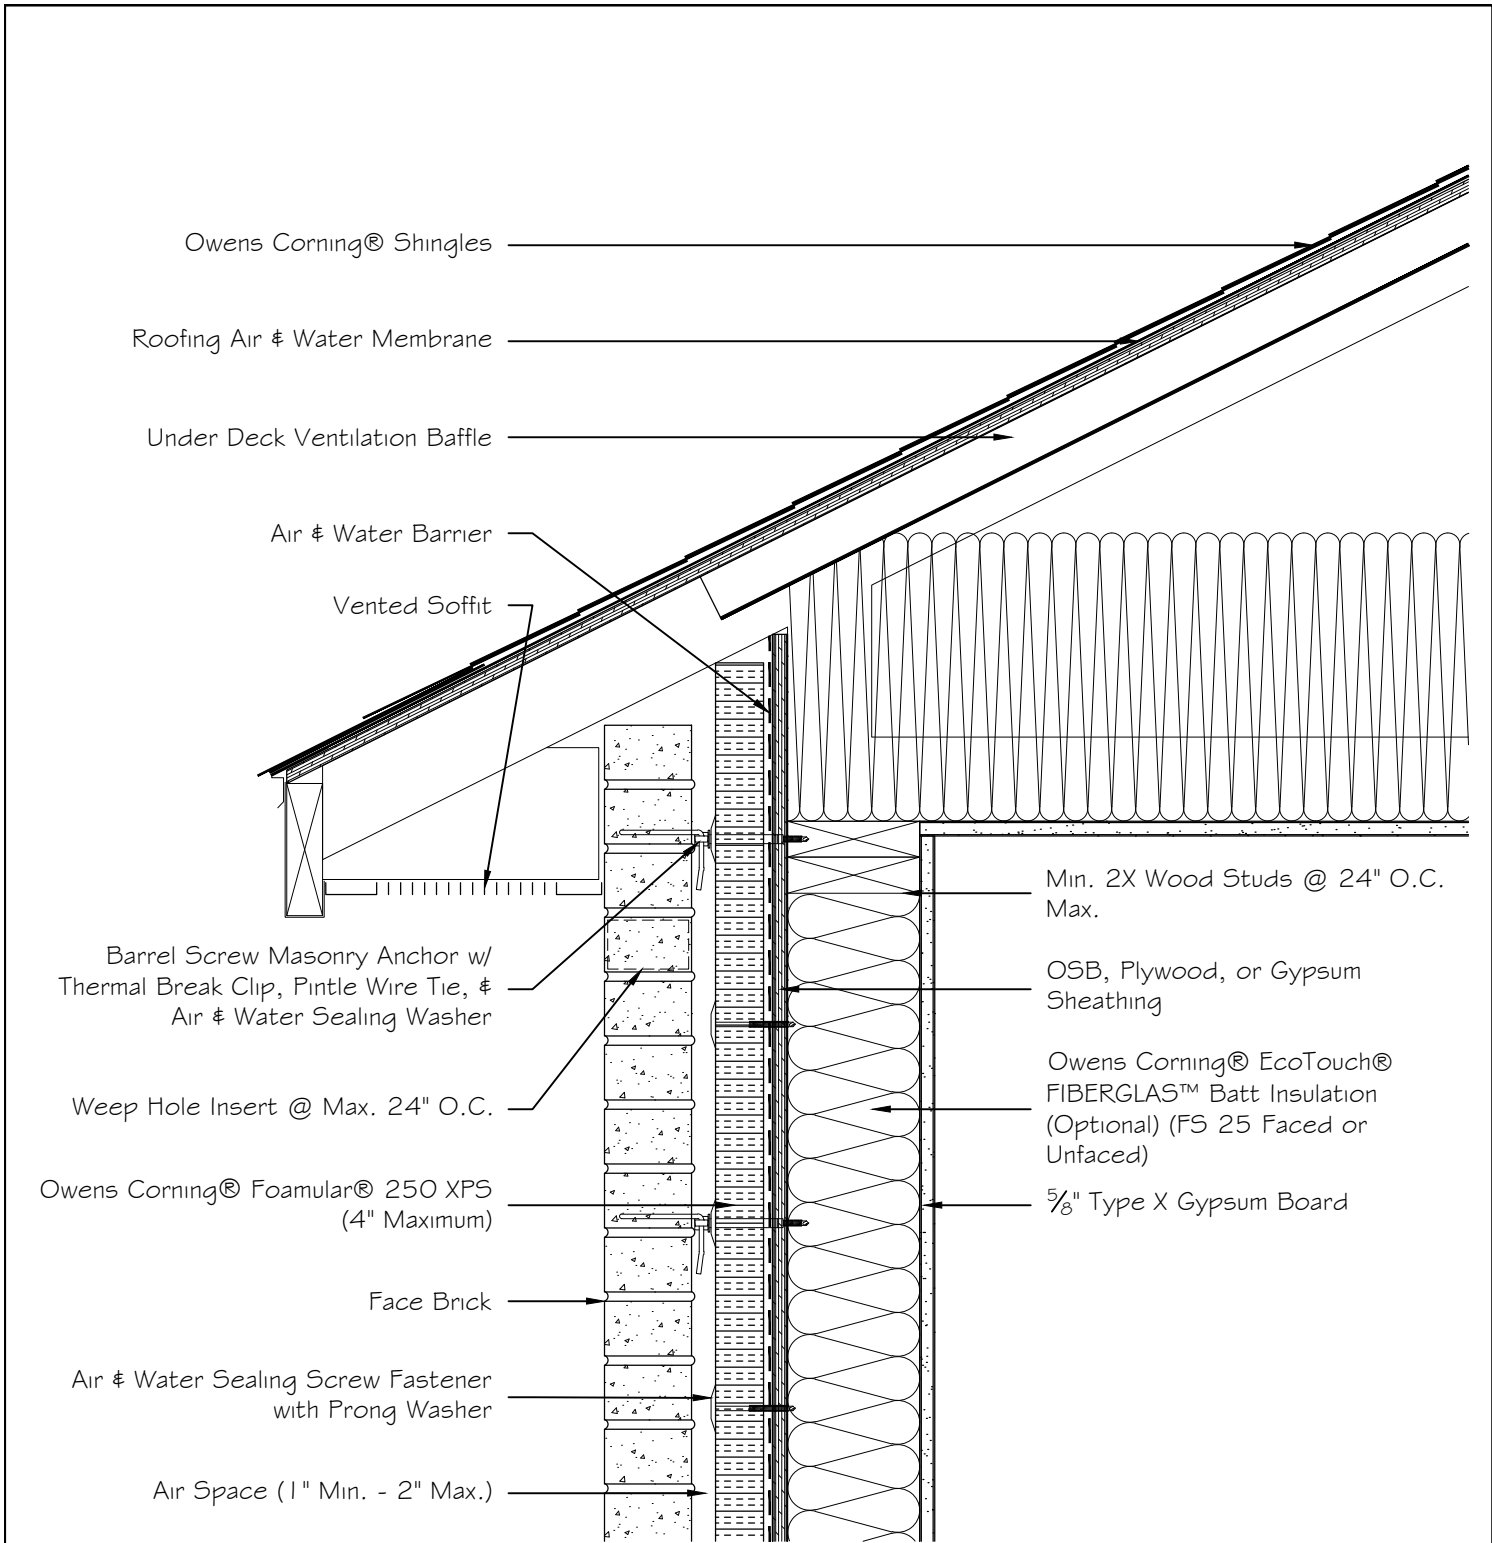 Owens Corning® Shingles
Roofing Air & Water Membrane
Under Deck Ventilation Baffle
Air & Water Barrier
Vented Soffit
Barrel Screw Masonry Anchor w/
Thermal Break Clip, Pintle Wire Tie, &
Air & Water Sealing Washer
Weep Hole Insert @ Max. 24" O.C.
Owens Corning® Foamular® 250 XPS
(4" Maximum)
Face Brick
Air & Water Sealing Screw Fastener
with Prong Washer
Air Space (1" Min. - 2" Max.)
Min. 2X Wood Studs @ 24" O.C.
Max.
OSB, Plywood, or Gypsum
Sheathing
Owens Corning® EcoTouch®
FIBERGLAS™ Batt Insulation
(Optional) (FS 25 Faced or
Unfaced)
⅝" Type X Gypsum Board